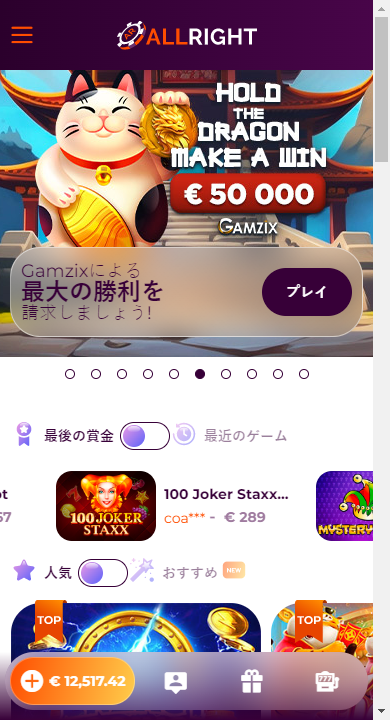 ALLRIGHT
HOLD
THE
DRAGON
MAKE A WIN
€ 50 000
GAMZIX
Gamzixによる
最大の勝利を
請求しましょう!
プレイ
最後の賞金
最近のゲーム
100 Joker Staxx...
coa*** - € 289
100 JOKER
STAXX
MYSTERY
人気
おすすめ
NEW
TOP
TOP
€ 12,517.42